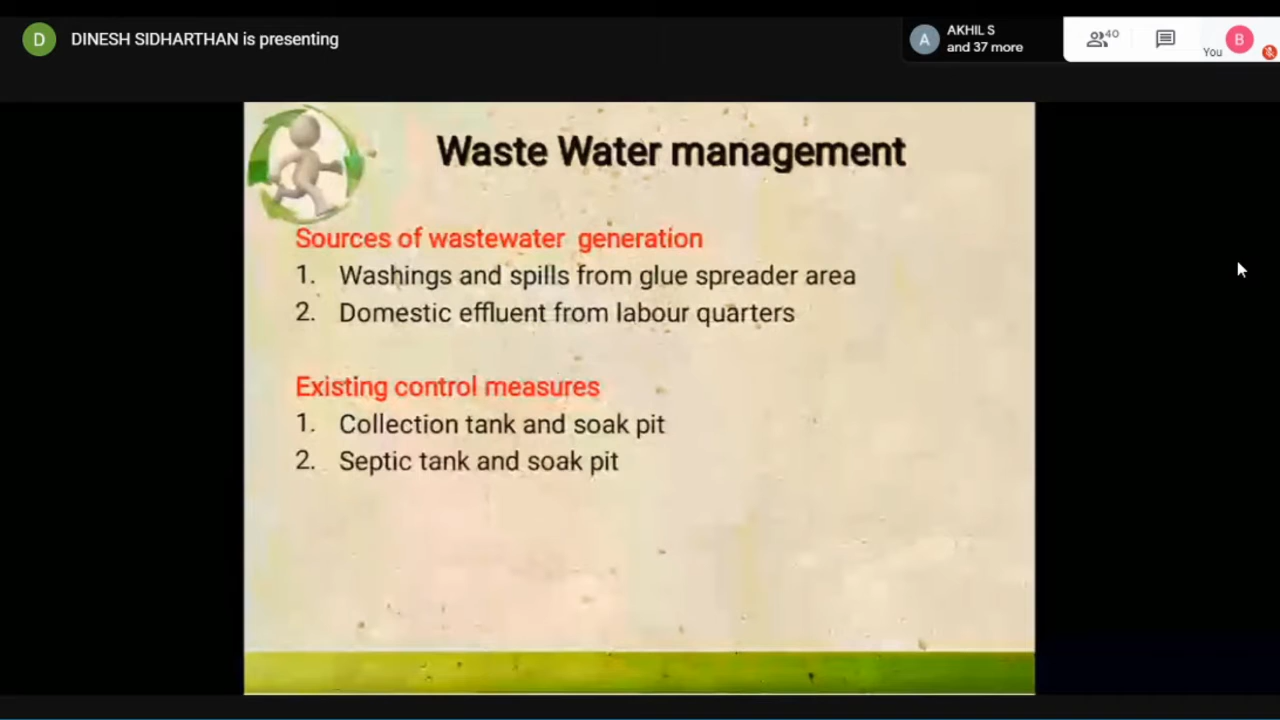 D DINESH SIDHARTHAN is presenting
A AKHIL S
and 37 more
40
You B
Waste Water management
Sources of wastewater generation
1. Washings and spills from glue spreader area
2. Domestic effluent from labour quarters
Existing control measures
1. Collection tank and soak pit
2. Septic tank and soak pit